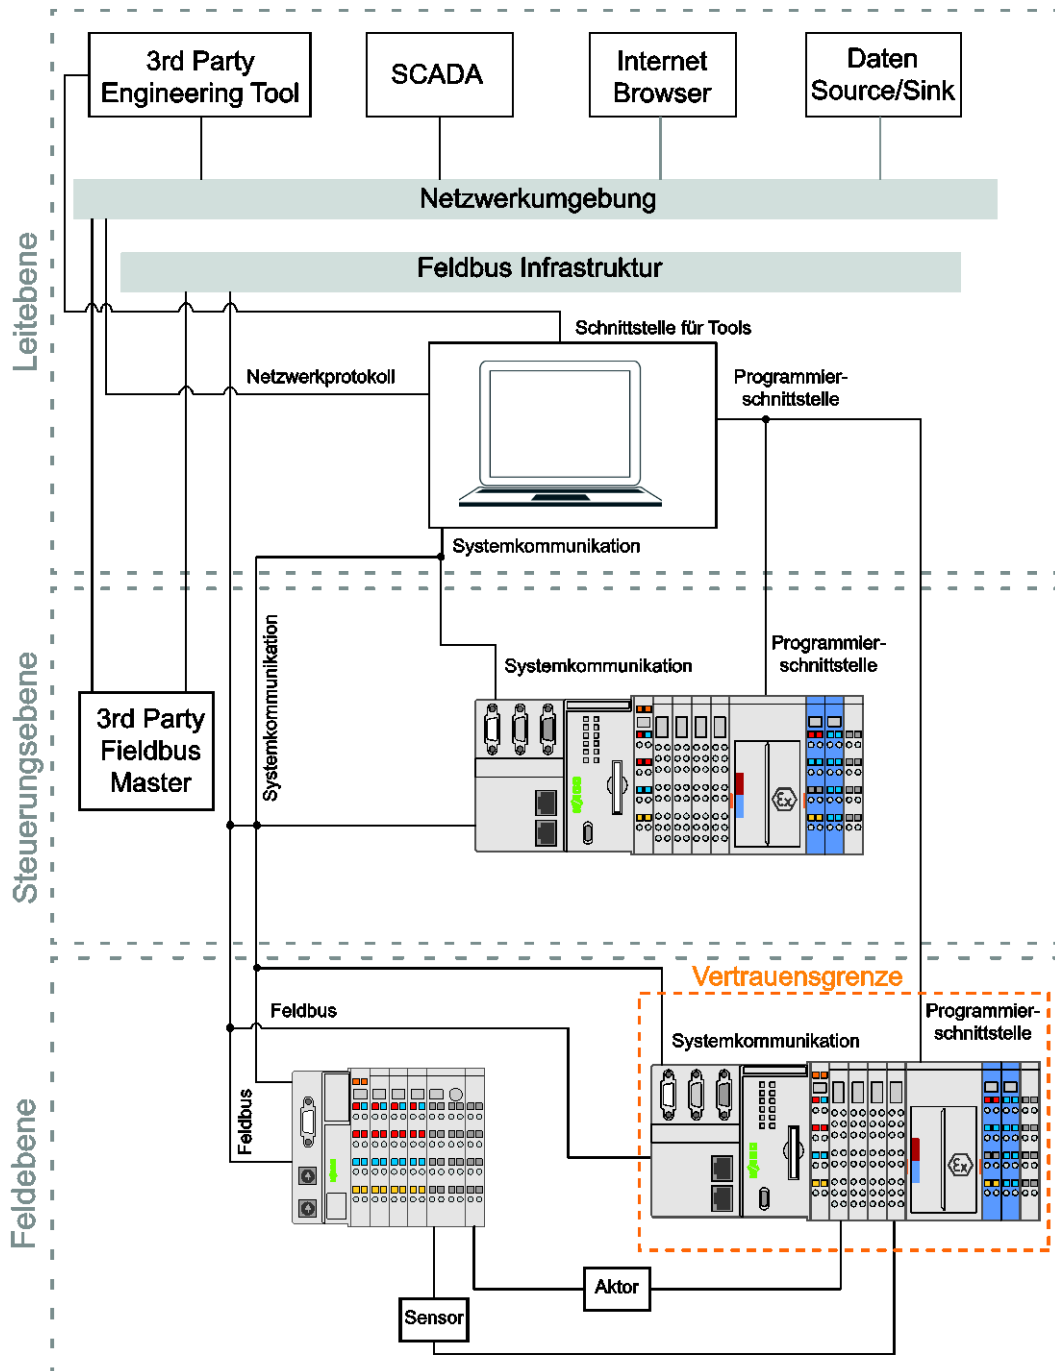 3rd Party
Engineering Tool
SCADA
Internet
Browser
Daten
Source/Sink
Netzwerkumgebung
Feldbus Infrastruktur
Leitebene
Schnittstelle für Tools
Netzwerkprotokoll
Programmier-
schnittstelle
Systemkommunikation
Steuerungsebene
Systemkommunikation
Systemkommunikation
Programmier-
schnittstelle
3rd Party
Fieldbus
Master
Ex
Feldebene
Vertrauensgrenze
Feldbus
Programmier-
schnittstelle
Systemkommunikation
Feldbus
Ex
Aktor
Sensor